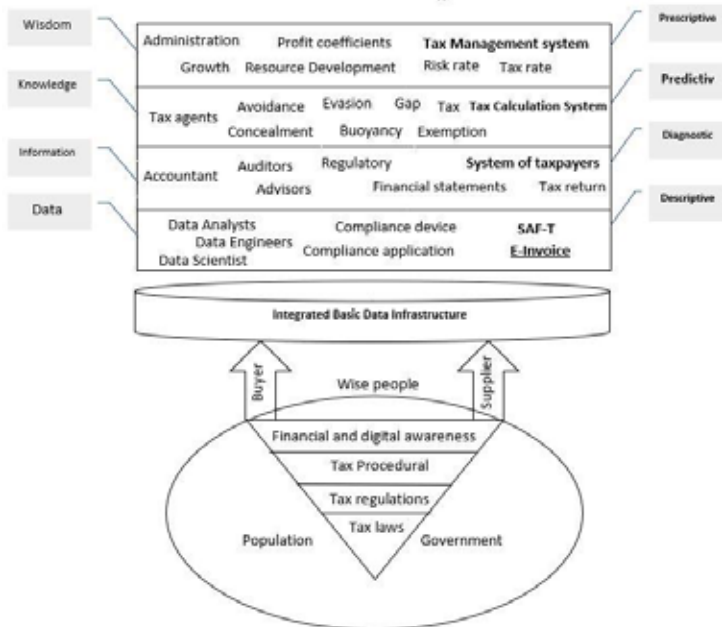 Wisdom
Administration Profit coefficients Tax Management system
Prescriptive
Growth Resource Development Risk rate Tax rate
Knowledge
Avoidance Evasion Gap Tax Tax Calculation System
Predictiv
Tax agents
Concealment Buoyancy Exemption
Information
Auditors Regulatory System of taxpayers
Diagnostic
Accountant
Advisors Financial statements Tax return
Data
Descriptive
Data Analysts Compliance device SAF-T
Data Engineers
Compliance application E-Invoice
Data Scientist
Integrated Basic Data Infrastructure
Buyer
Supplier
Wise people
Financial and digital awareness
Tax Procedural
Tax regulations
Tax laws
Population Government